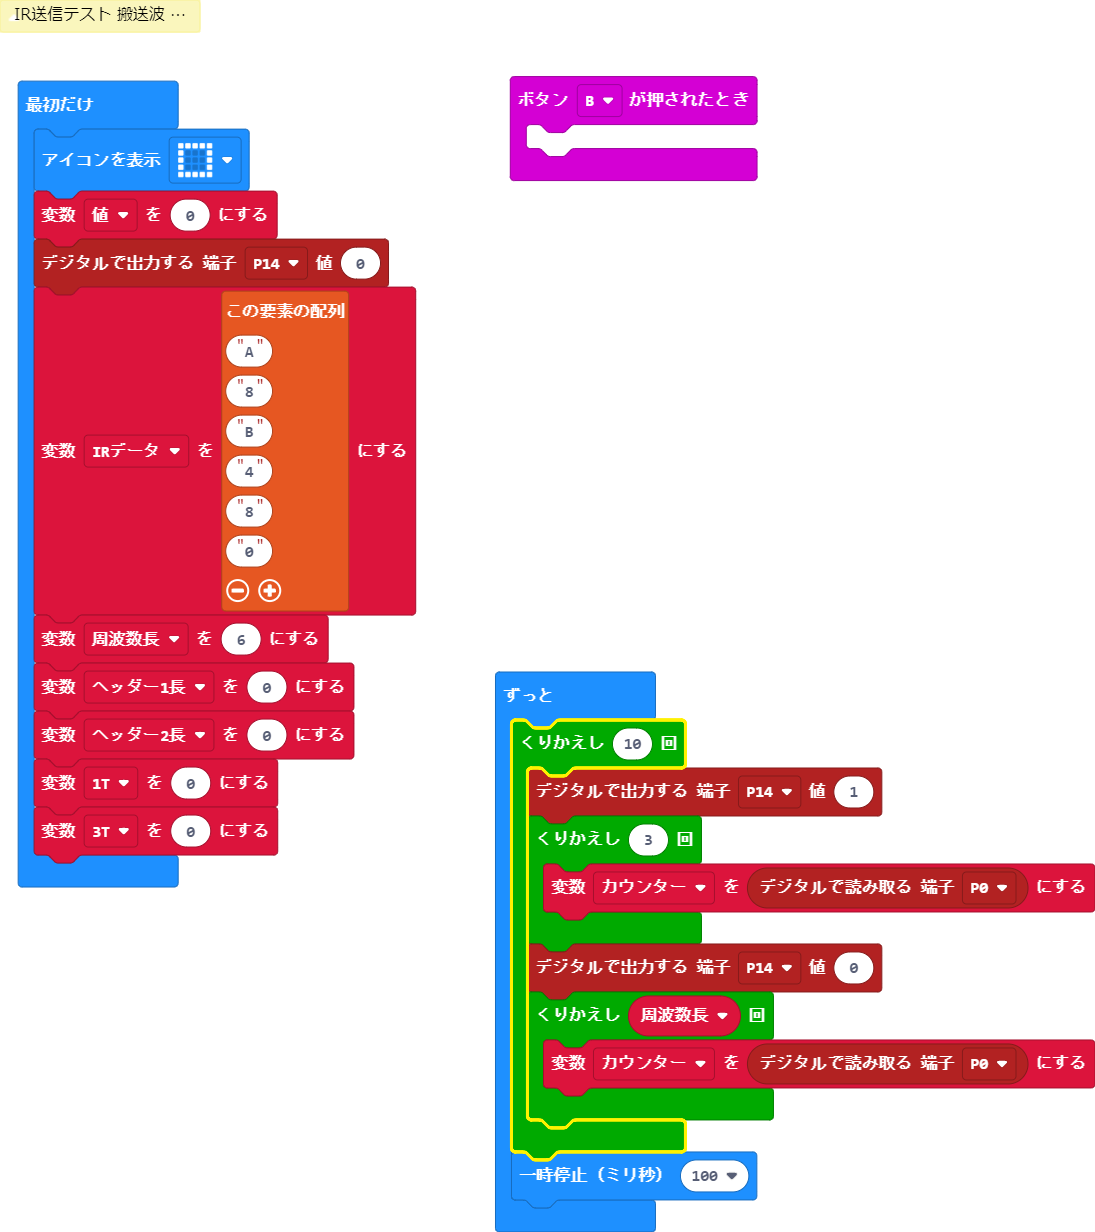 IR送信テスト 搬送波 …
最初だけ
アイコンを表示
変数 値 を 0 にする
デジタルで出力する 端子 P14 値 0
変数 IRデータ を この要素の配列 にする
"A"
"8"
"B"
"4"
"8"
"0"
変数 周波数長 を 6 にする
変数 ヘッダー1長 を 0 にする
変数 ヘッダー2長 を 0 にする
変数 1T を 0 にする
変数 3T を 0 にする
ボタン B が押されたとき
ずっと
くりかえし 10 回
デジタルで出力する 端子 P14 値 1
くりかえし 3 回
変数 カウンター を デジタルで読み取る 端子 P0 にする
デジタルで出力する 端子 P14 値 0
くりかえし 周波数長 回
変数 カウンター を デジタルで読み取る 端子 P0 にする
一時停止（ミリ秒） 100